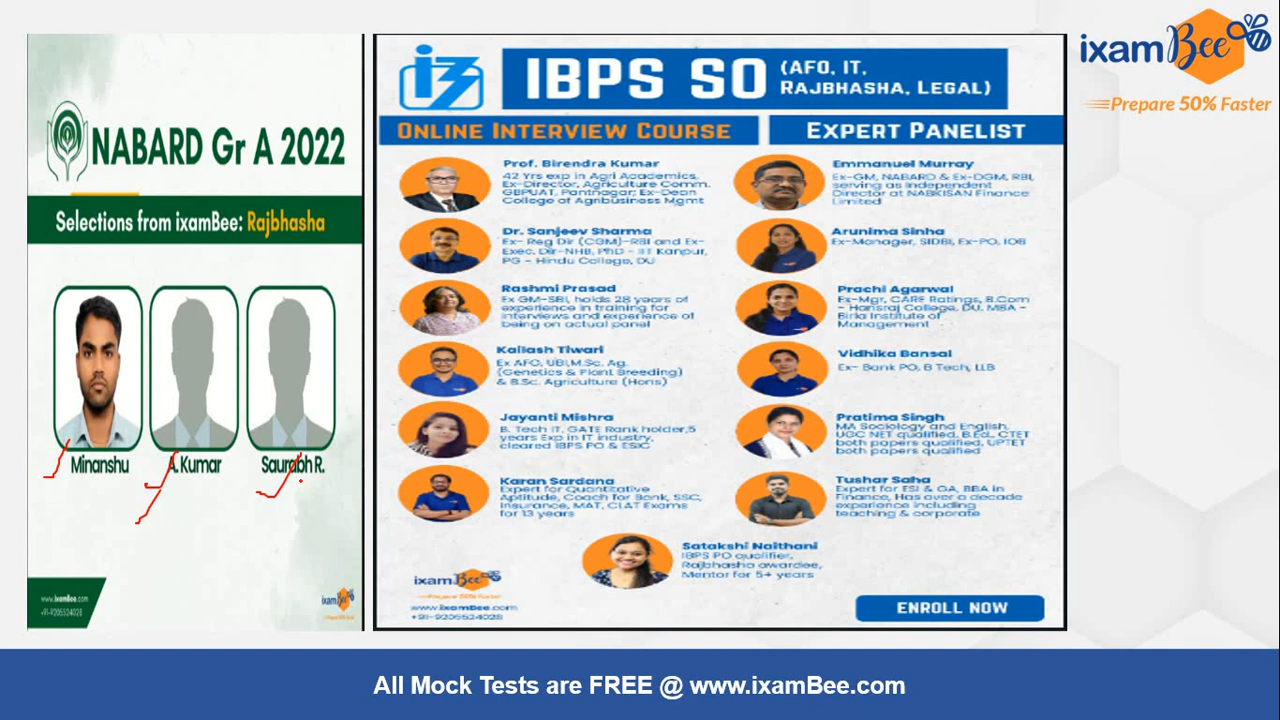 ixamBee
Prepare 50% Faster
NABARD Gr A 2022
Selections from ixamBee: Rajbhasha
Minanshu
A. Kumar
Saurabh R.
www.ixamBee.com
+91-9205524028
ixamBee
IBPS SO (AFO, IT,
RAJBHASHA, LEGAL)
ONLINE INTERVIEW COURSE
EXPERT PANELIST
Prof. Birendra Kumar
42 Yrs exp in Agri Academics,
Ex-Director, Agriculture Comm.
GBPUAT, Pantnagar; Ex-Dean
College of Agribusiness Mgmt
Emmanuel Murray
Ex-GM, NABARD & Ex-DGM, RBI,
serving as Independent
Director at NABKISAN Finance
Limited
Dr. Sanjeev Sharma
Ex- Reg Dir (CGM)-RBI and Ex-
Exec. Dir-NHB, PhD - IIT Kanpur,
PG - Hindu College, DU
Arunima Sinha
Ex-Manager, SIDBI, Ex-PO, IOB
Rashmi Prasad
Ex GM-SBI, holds 28 years of
experience in training for
interviews and experience of
being on actual panel
Prachi Agarwal
Ex-Mgr, CARE Ratings, B.Com
- Hansraj College, DU, MBA -
Birla Institute of
Management
Kailash Tiwari
Ex AFO, UBI,M.Sc. Ag.
(Genetics & Plant Breeding)
& B.Sc. Agriculture (Hons)
Vidhika Bansal
Ex- Bank PO, B Tech, LLB
Jayanti Mishra
B. Tech IT, GATE Rank holder,5
years Exp in IT industry,
cleared IBPS PO & ESIC
Pratima Singh
MA Sociology and English,
UGC NET qualified, B.Ed, CTET
both papers qualified, UPTET
both papers qualified
Karan Sardana
Expert for Quantitative
Aptitude, Coach for Bank, SSC,
Insurance, MAT, CLAT Exams
for 13 years
Tushar Saha
Expert for ESI & GA, BBA in
Finance, Has over a decade
experience including
teaching & corporate
Satakshi Naithani
IBPS PO qualifier,
Rajbhasha awardee,
Mentor for 5+ years
ixamBee
Prepare 50% Faster
www.ixamBee.com
+91-9205524028
ENROLL NOW
All Mock Tests are FREE @ www.ixamBee.com